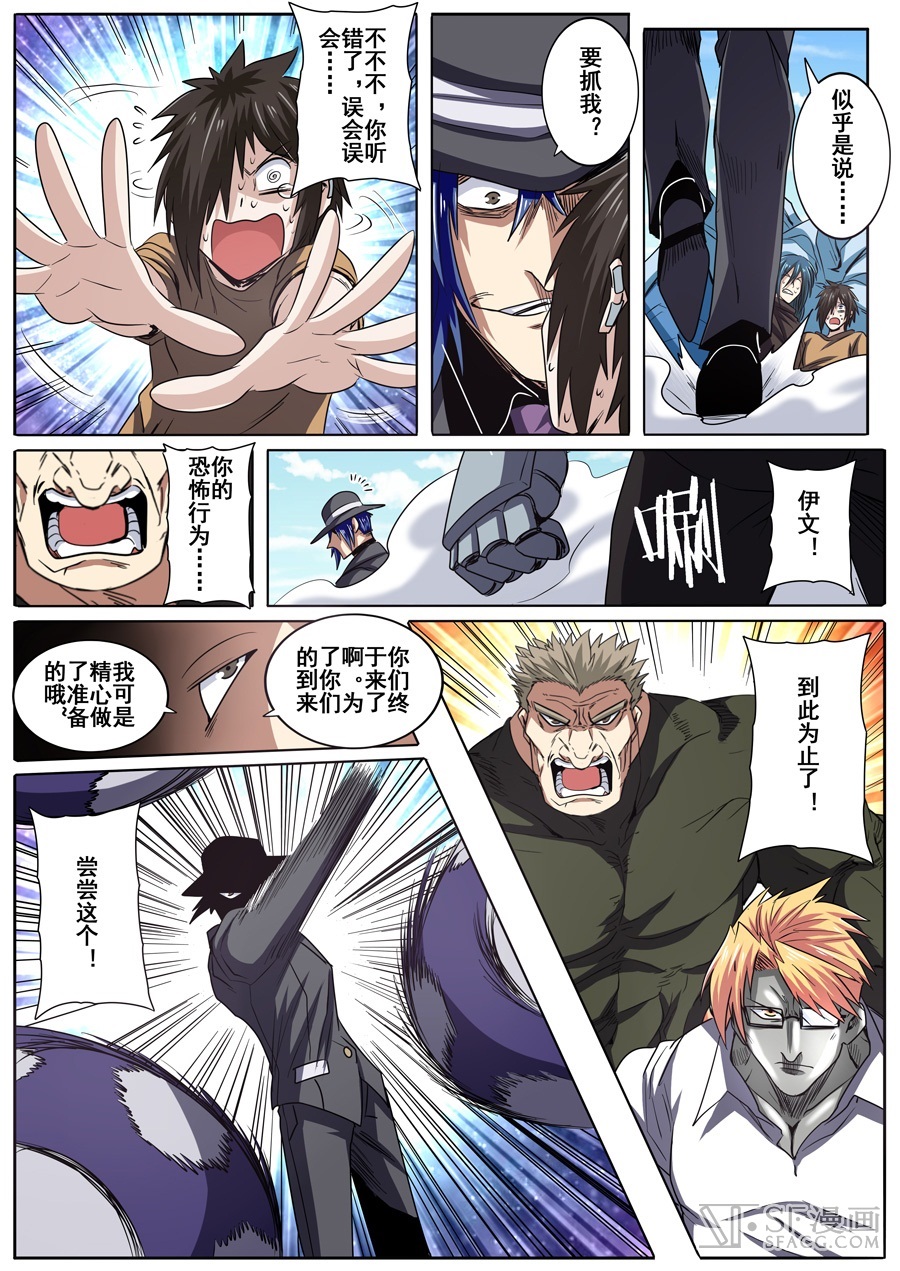 似乎是说……
要抓我？
不不不，你听
错了，误会误
会……
伊文！
你的
恐怖行为……
到此为止了！
你们终
于来了
啊。为
了你们
的到来
我可是
精心做
了准备
的哦，
尝尝这个！
SF漫画
SFACG.COM